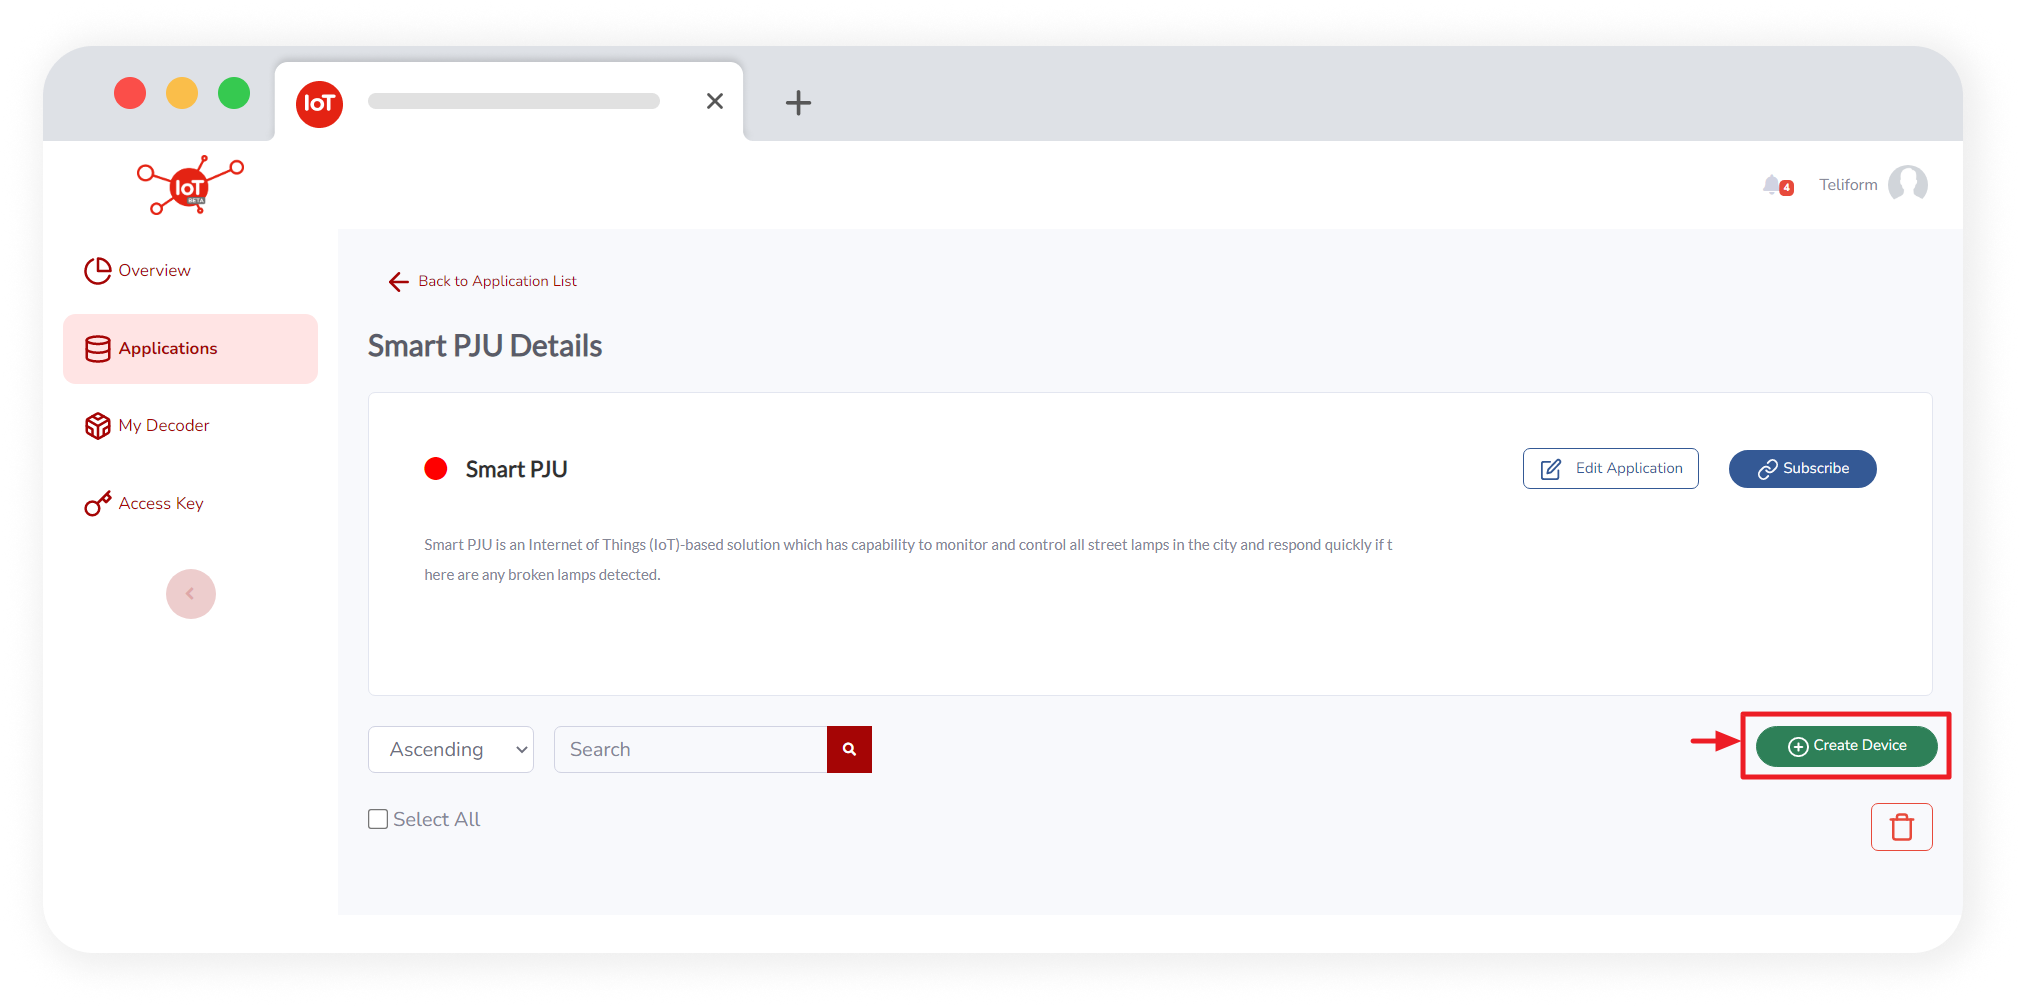 IoT
IoT
BETA
4
Teliform
Overview
Back to Application List
Applications
Smart PJU Details
My Decoder
Smart PJU
Edit Application
Subscribe
Access Key
Smart PJU is an Internet of Things (IoT)-based solution which has capability to monitor and control all street lamps in the city and respond quickly if t
here are any broken lamps detected.
Ascending
Search
Create Device
Select All